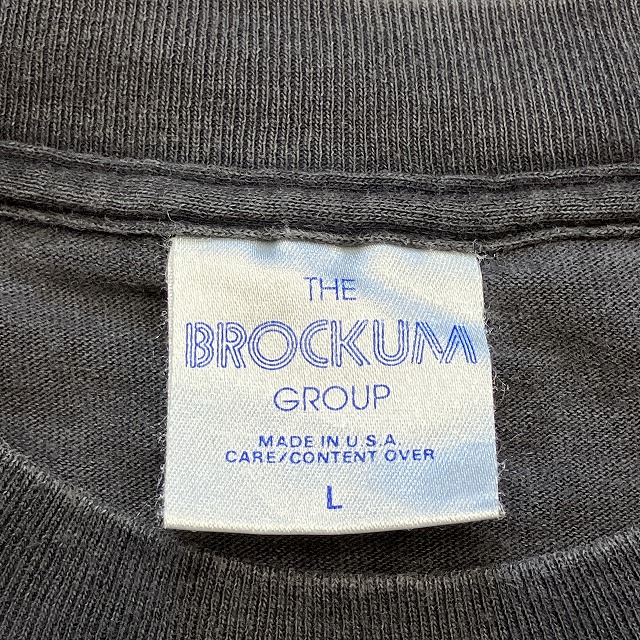 THE
BROCKUM
GROUP
MADE IN U.S.A.
CARE/CONTENT OVER
L